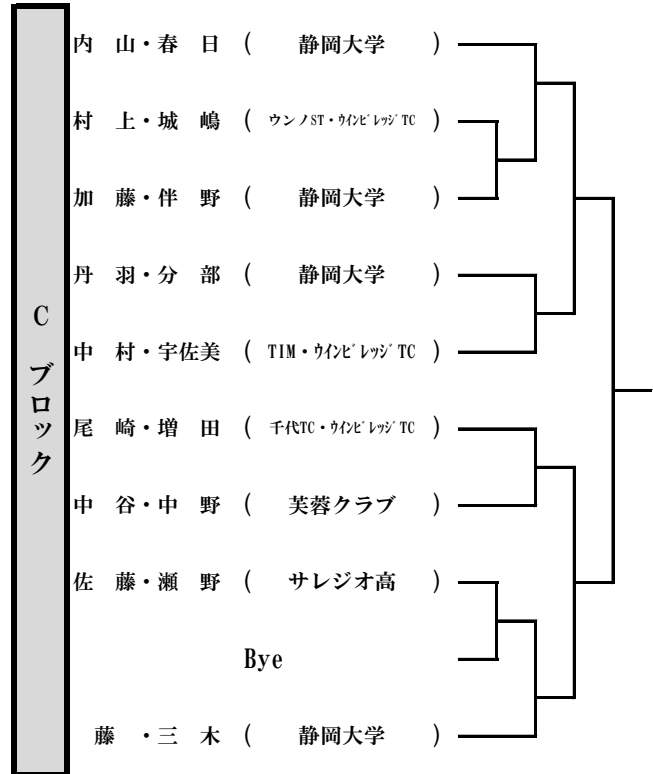 C ブロック
内 山・春 日 ( 静岡大学 )
村 上・城 嶋 ( ウンノST・ウインビレッジTC )
加 藤・伴 野 ( 静岡大学 )
丹 羽・分 部 ( 静岡大学 )
中 村・宇佐美 ( TIM・ウインビレッジTC )
尾 崎・増 田 ( 千代TC・ウインビレッジTC )
中 谷・中 野 ( 芙蓉クラブ )
佐 藤・瀬 野 ( サレジオ高 )
Bye
藤 ・三 木 ( 静岡大学 )